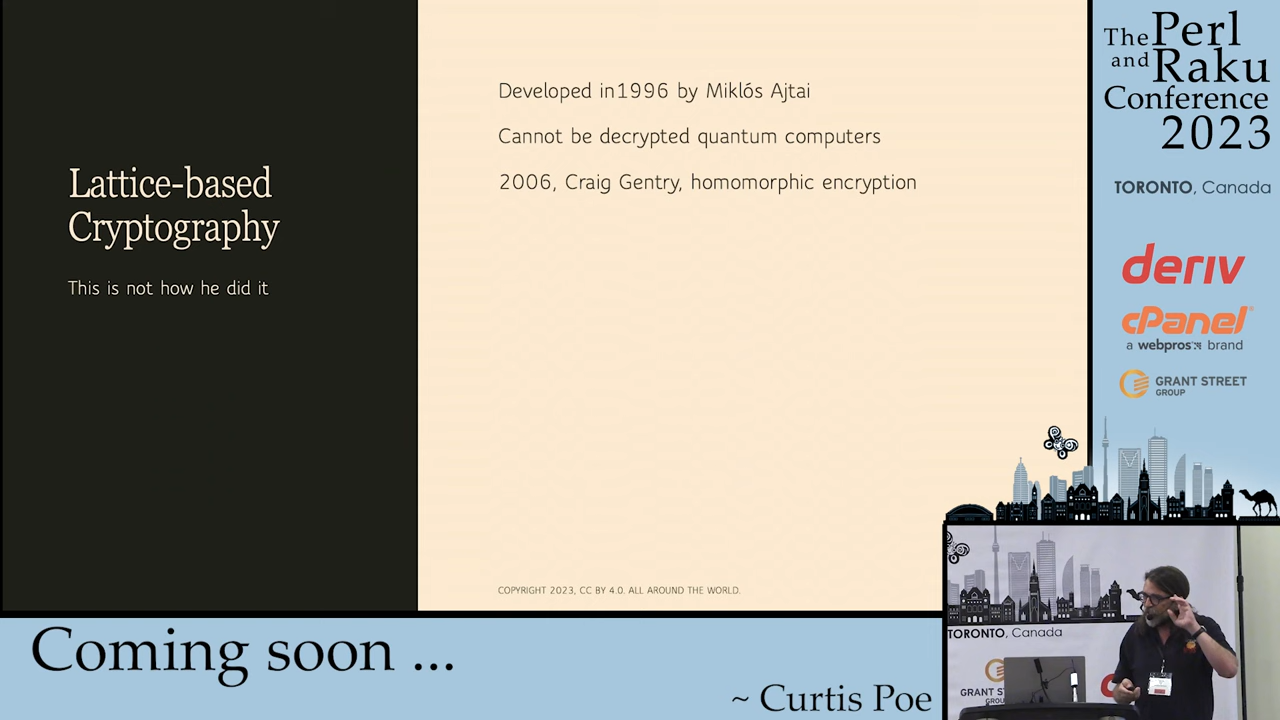 Lattice-based
Cryptography
This is not how he did it
Developed in1996 by Miklós Ajtai
Cannot be decrypted quantum computers
2006, Craig Gentry, homomorphic encryption
COPYRIGHT 2023, CC BY 4.0. ALL AROUND THE WORLD.
The Perl
and Raku
Conference
2023
TORONTO, Canada
deriv
cPanel®
a webpros brand
GRANT STREET
GROUP
TORONTO, Canada
GRANT
GROU
Coming soon ...
~ Curtis Poe